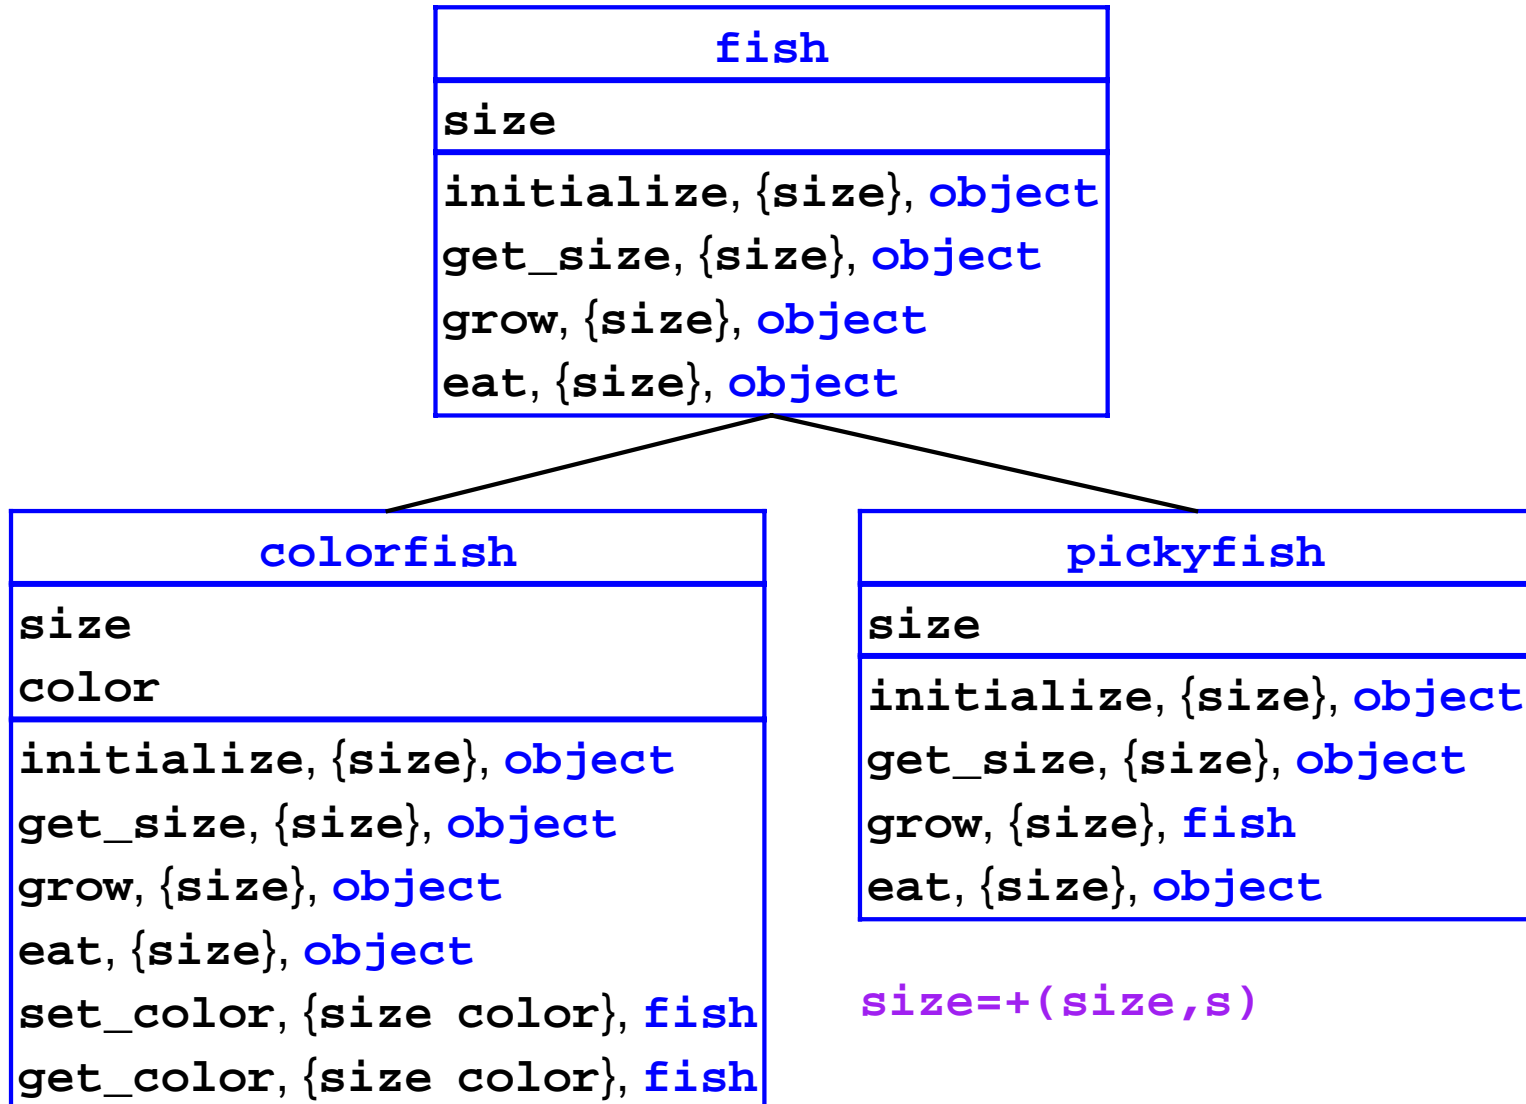 fish
size
initialize, {size}, object
get_size, {size}, object
grow, {size}, object
eat, {size}, object
colorfish
size
color
initialize, {size}, object
get_size, {size}, object
grow, {size}, object
eat, {size}, object
set_color, {size color}, fish
get_color, {size color}, fish
pickyfish
size
initialize, {size}, object
get_size, {size}, object
grow, {size}, fish
eat, {size}, object
size=+(size,s)